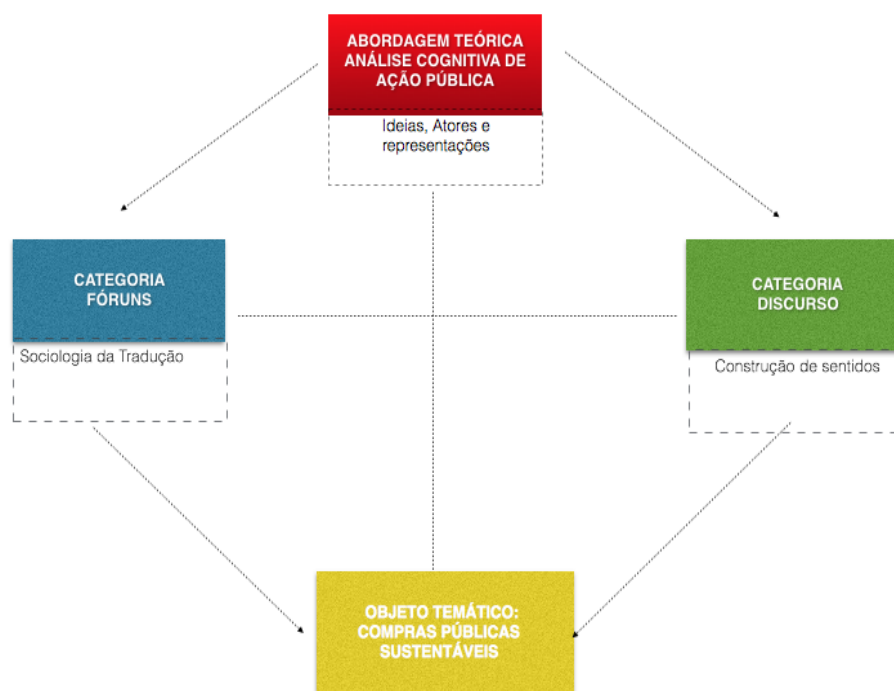 ABORDAGEM TEÓRICA
ANÁLISE COGNITIVA DE
AÇÃO PÚBLICA
Ideias, Atores e
representações
CATEGORIA
FÓRUNS
Sociologia da Tradução
CATEGORIA
DISCURSO
Construção de sentidos
OBJETO TEMÁTICO:
COMPRAS PÚBLICAS
SUSTENTÁVEIS